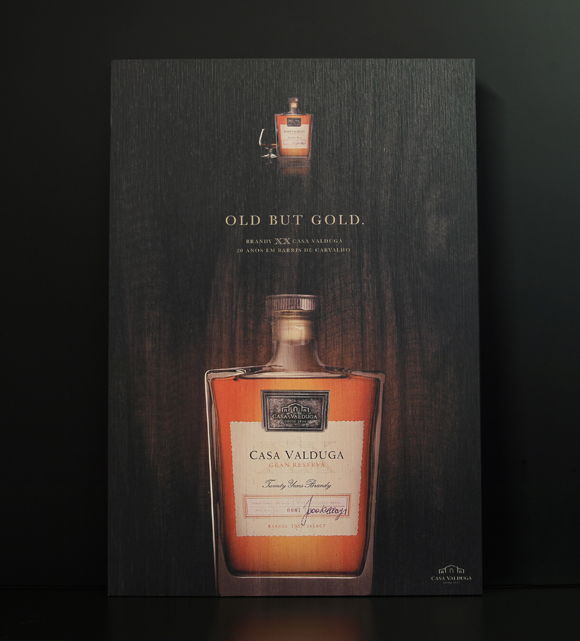 OLD BUT GOLD.
BRANDY XX CASA VALDUGA
20 ANOS EM BARRIS DE CARVALHO
CASA VALDUGA
CASA VALDUGA
GRAN RESERVA
Twenty Years Brandy
CASA VALDUGA